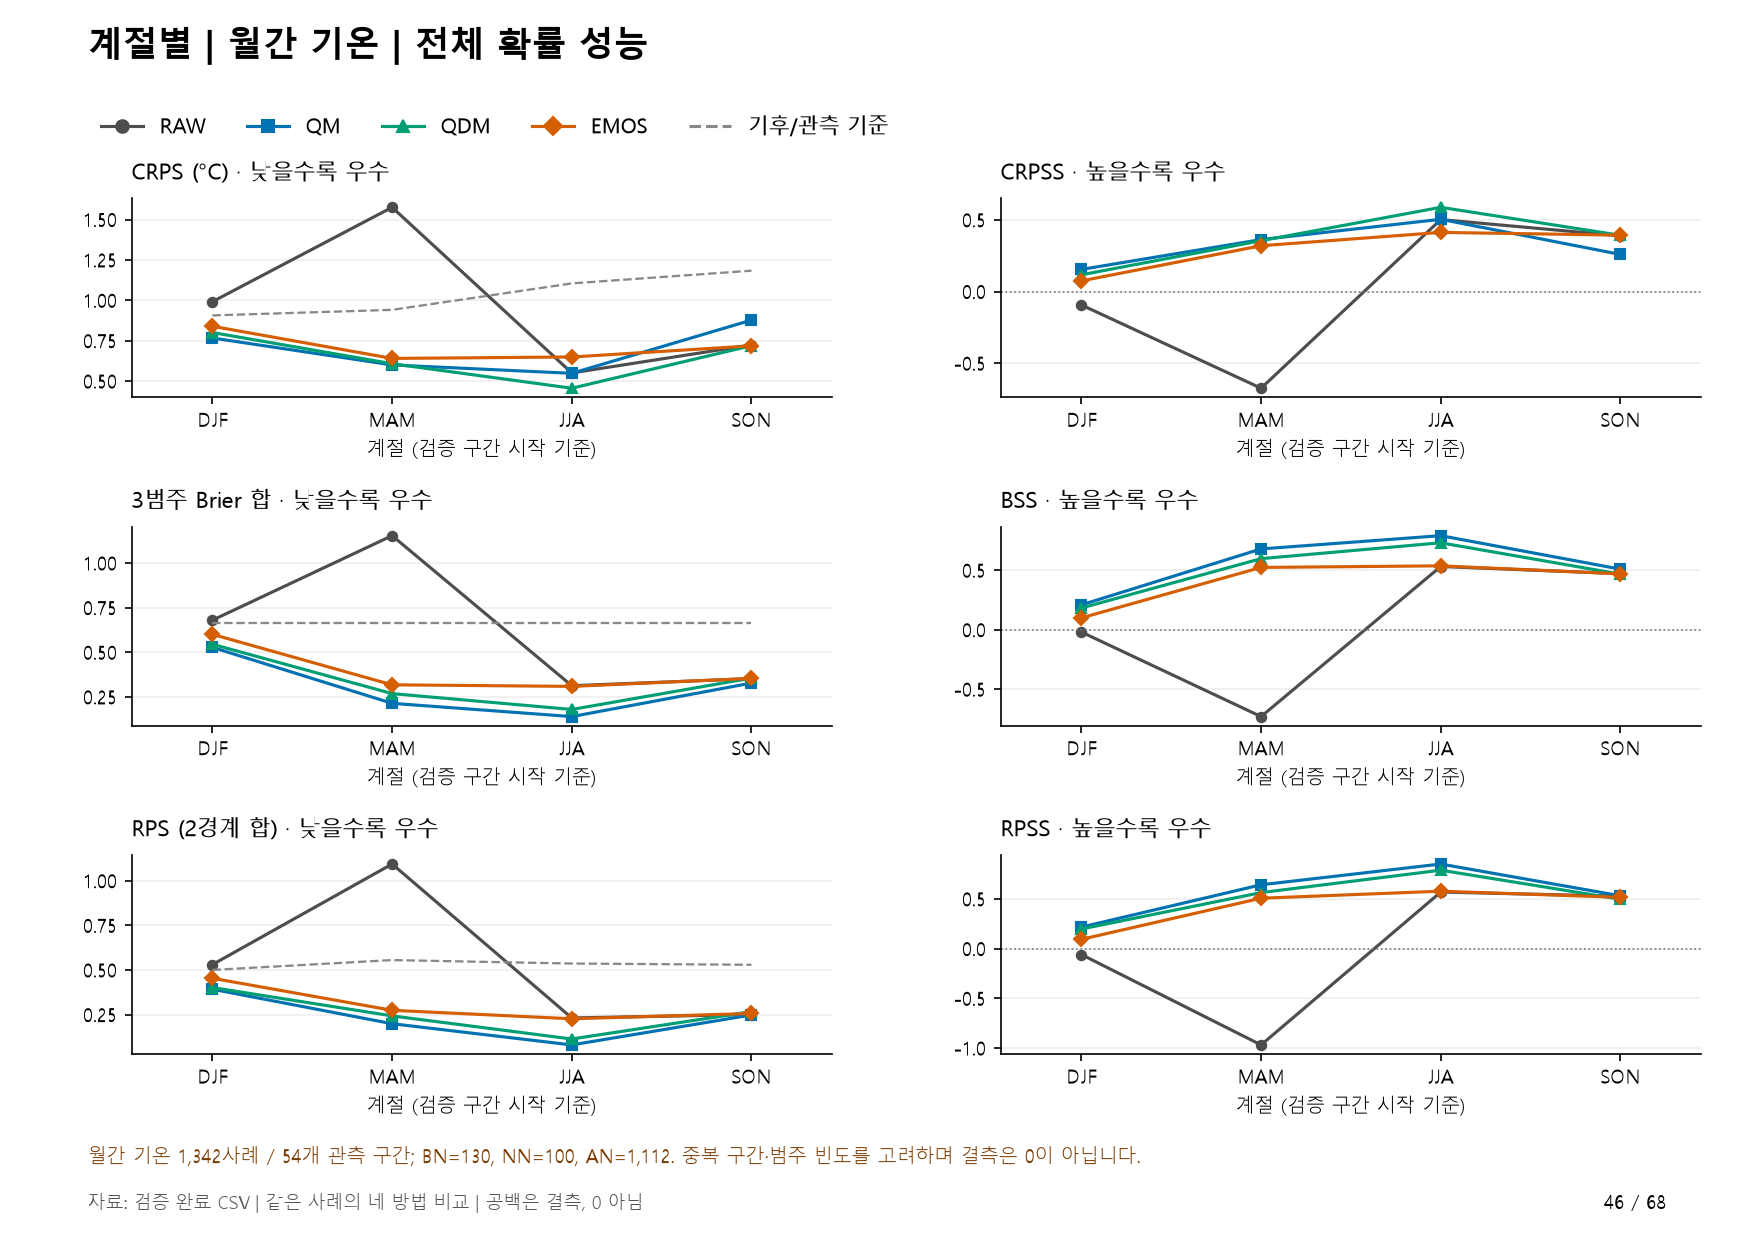 계절별 | 월간 기온 | 전체 확률 성능
RAW QM QDM EMOS 기후/관측 기준
CRPS (°C) · 낮을수록 우수
1.50
1.25
1.00
0.75
0.50
DJF MAM JJA SON
계절 (검증 구간 시작 기준)
CRPSS · 높을수록 우수
0.5
0.0
-0.5
DJF MAM JJA SON
계절 (검증 구간 시작 기준)
3범주 Brier 합 · 낮을수록 우수
1.00
0.75
0.50
0.25
DJF MAM JJA SON
계절 (검증 구간 시작 기준)
BSS · 높을수록 우수
0.5
0.0
-0.5
DJF MAM JJA SON
계절 (검증 구간 시작 기준)
RPS (2경계 합) · 낮을수록 우수
1.00
0.75
0.50
0.25
DJF MAM JJA SON
계절 (검증 구간 시작 기준)
RPSS · 높을수록 우수
0.5
0.0
-0.5
-1.0
DJF MAM JJA SON
계절 (검증 구간 시작 기준)
월간 기온 1,342사례 / 54개 관측 구간; BN=130, NN=100, AN=1,112. 중복 구간·범주 빈도를 고려하며 결측은 0이 아닙니다.
자료: 검증 완료 CSV | 같은 사례의 네 방법 비교 | 공백은 결측, 0 아님
46 / 68